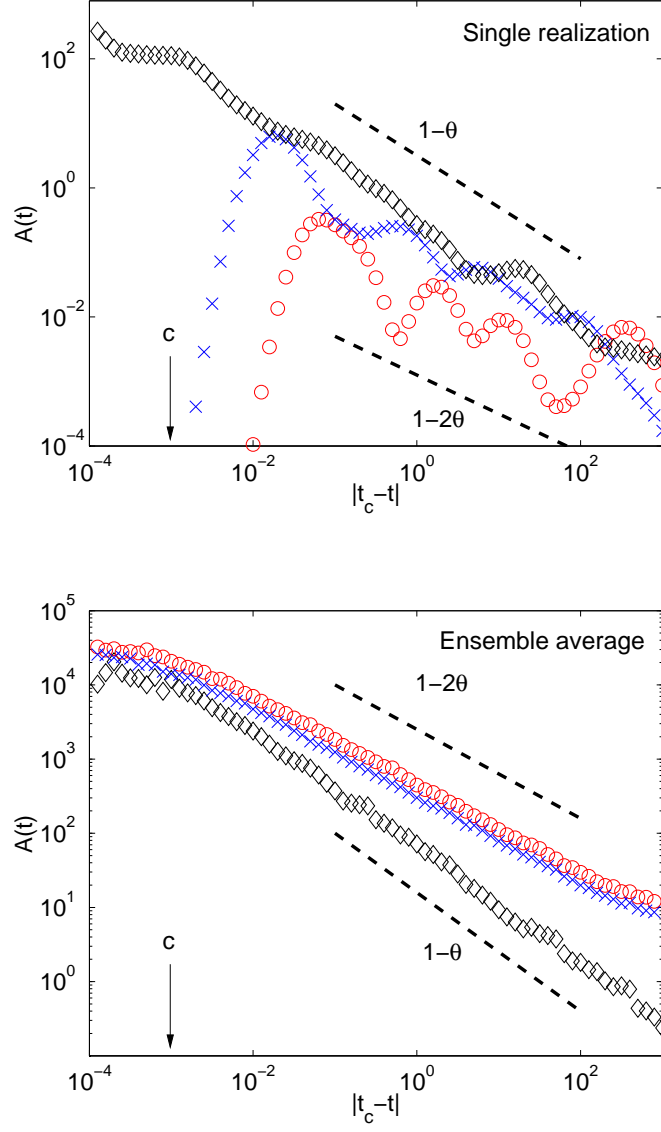 Single realization
10^2
10^0
10^-2
10^-4
A(t)
1-θ
c
1-2θ
10^-4
10^-2
10^0
10^2
|t_c-t|
Ensemble average
10^5
10^4
10^3
10^2
10^1
10^0
A(t)
1-2θ
1-θ
c
10^-4
10^-2
10^0
10^2
|t_c-t|